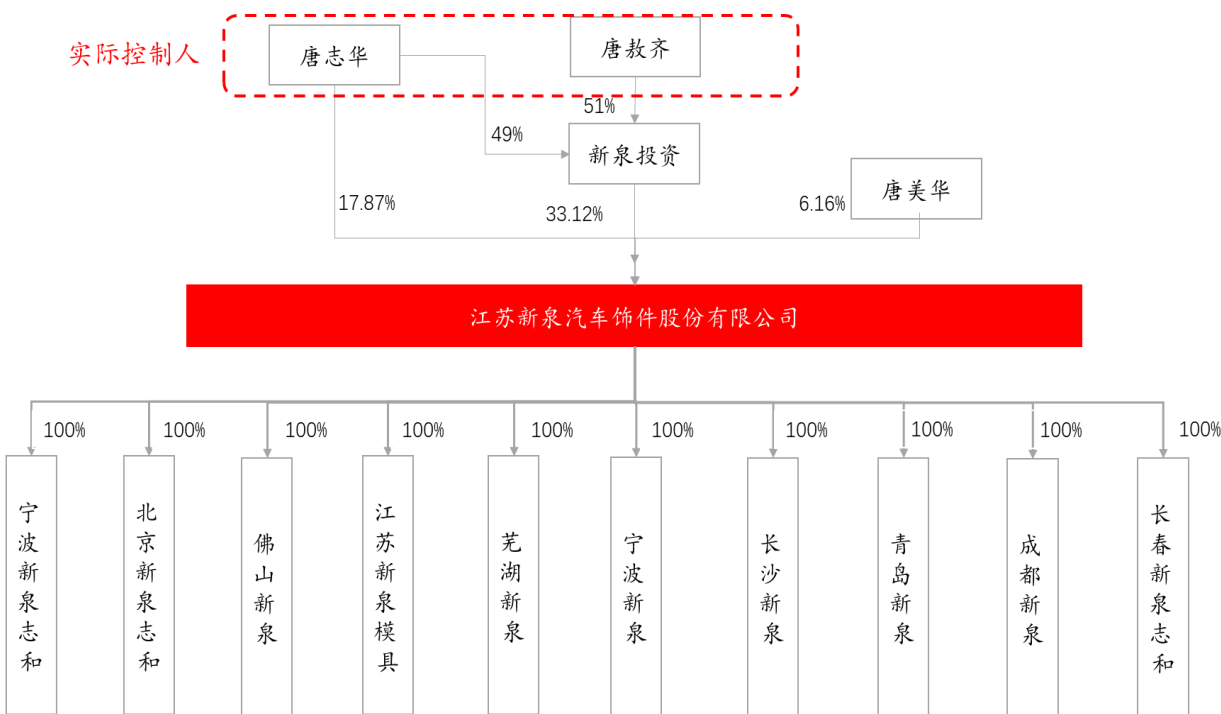 实际控制人
唐志华
唐敖齐
51%
49%
新泉投资
唐美华
17.87%
33.12%
6.16%
江苏新泉汽车饰件股份有限公司
100%
100%
100%
100%
100%
100%
100%
100%
100%
100%
宁波新泉志和
北京新泉志和
佛山新泉
江苏新泉模具
芜湖新泉
宁波新泉
长沙新泉
青岛新泉
成都新泉
长春新泉志和